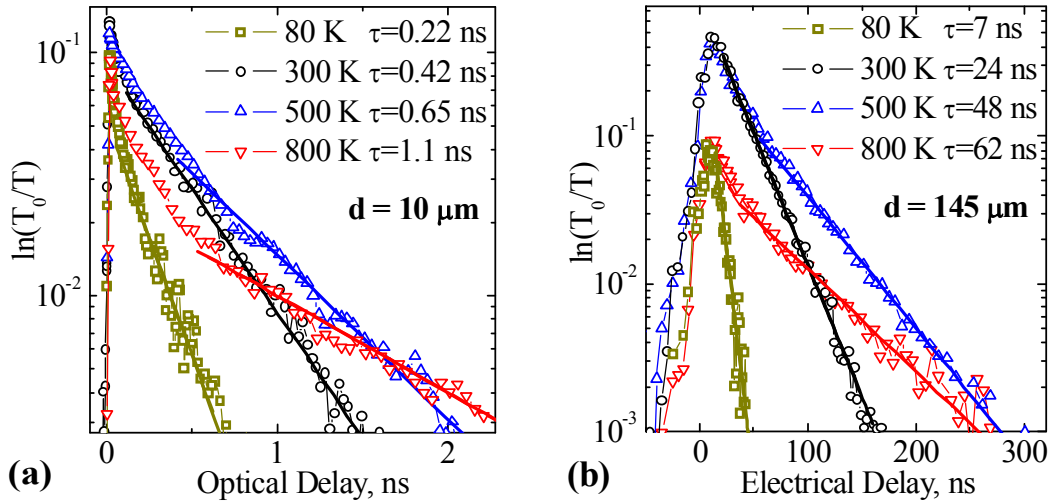 80 K τ=0.22 ns
300 K τ=0.42 ns
500 K τ=0.65 ns
800 K τ=1.1 ns
d = 10 μm
ln(T₀/T)
10⁻¹
10⁻²
0
1
2
Optical Delay, ns
(a)
80 K τ=7 ns
300 K τ=24 ns
500 K τ=48 ns
800 K τ=62 ns
d = 145 μm
ln(T₀/T)
10⁻¹
10⁻²
10⁻³
0
100
200
300
Electrical Delay, ns
(b)